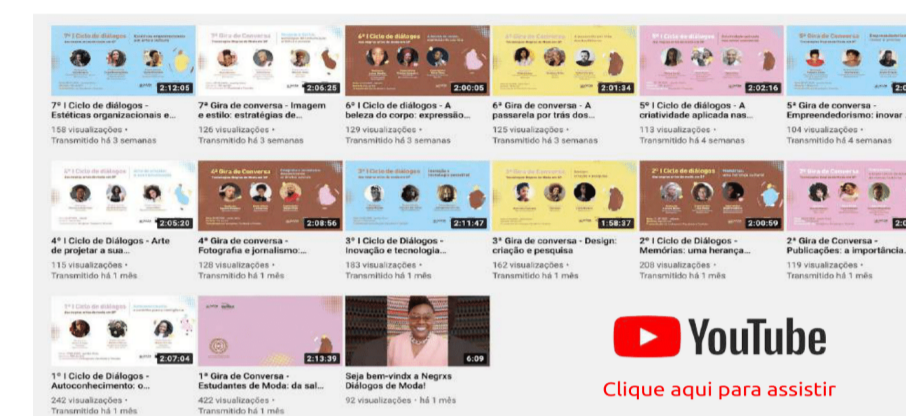 2:12:05
2:06:25
2:00:05
2:01:34
2:02:16
7º I Ciclo de diálogos -
Estéticas organizacionais e...
158 visualizações •
Transmitido há 3 semanas
7ª Gira de conversa - Imagem
e estilo: estratégias de...
126 visualizações •
Transmitido há 3 semanas
6º I Ciclo de diálogos - A
beleza do corpo: expressão...
129 visualizações •
Transmitido há 3 semanas
6ª Gira de conversa - A
passarela por trás dos...
125 visualizações •
Transmitido há 3 semanas
5º I Ciclo de diálogos - A
criatividade aplicada nas...
113 visualizações •
Transmitido há 4 semanas
5ª Gira de conversa -
Empreendedorismo: inovar
104 visualizações •
Transmitido há 4 semanas
2:05:20
2:08:56
2:11:47
1:58:37
2:00:59
4º I Ciclo de Diálogos - Arte
de projetar a sua...
115 visualizações •
Transmitido há 1 mês
4ª Gira de conversa -
Fotografia e jornalismo:...
128 visualizações •
Transmitido há 1 mês
3º I Ciclo de Diálogos -
Inovação e tecnologia...
183 visualizações •
Transmitido há 1 mês
3ª Gira de conversa - Design:
criação e pesquisa
162 visualizações •
Transmitido há 1 mês
2º I Ciclo de Diálogos -
Memórias: uma herança...
208 visualizações •
Transmitido há 1 mês
2ª Gira de Conversa -
Publicações: a importância.
119 visualizações •
Transmitido há 1 mês
2:07:04
2:13:39
6:09
1º I Ciclo de Diálogos -
Autoconhecimento: o...
242 visualizações •
Transmitido há 1 mês
1ª Gira de Conversa -
Estudantes de Moda: da sal...
422 visualizações •
Transmitido há 1 mês
Seja bem-vindx a Negrxs
Diálogos de Moda!
92 visualizações • há 1 mês
YouTube
Clique aqui para assistir